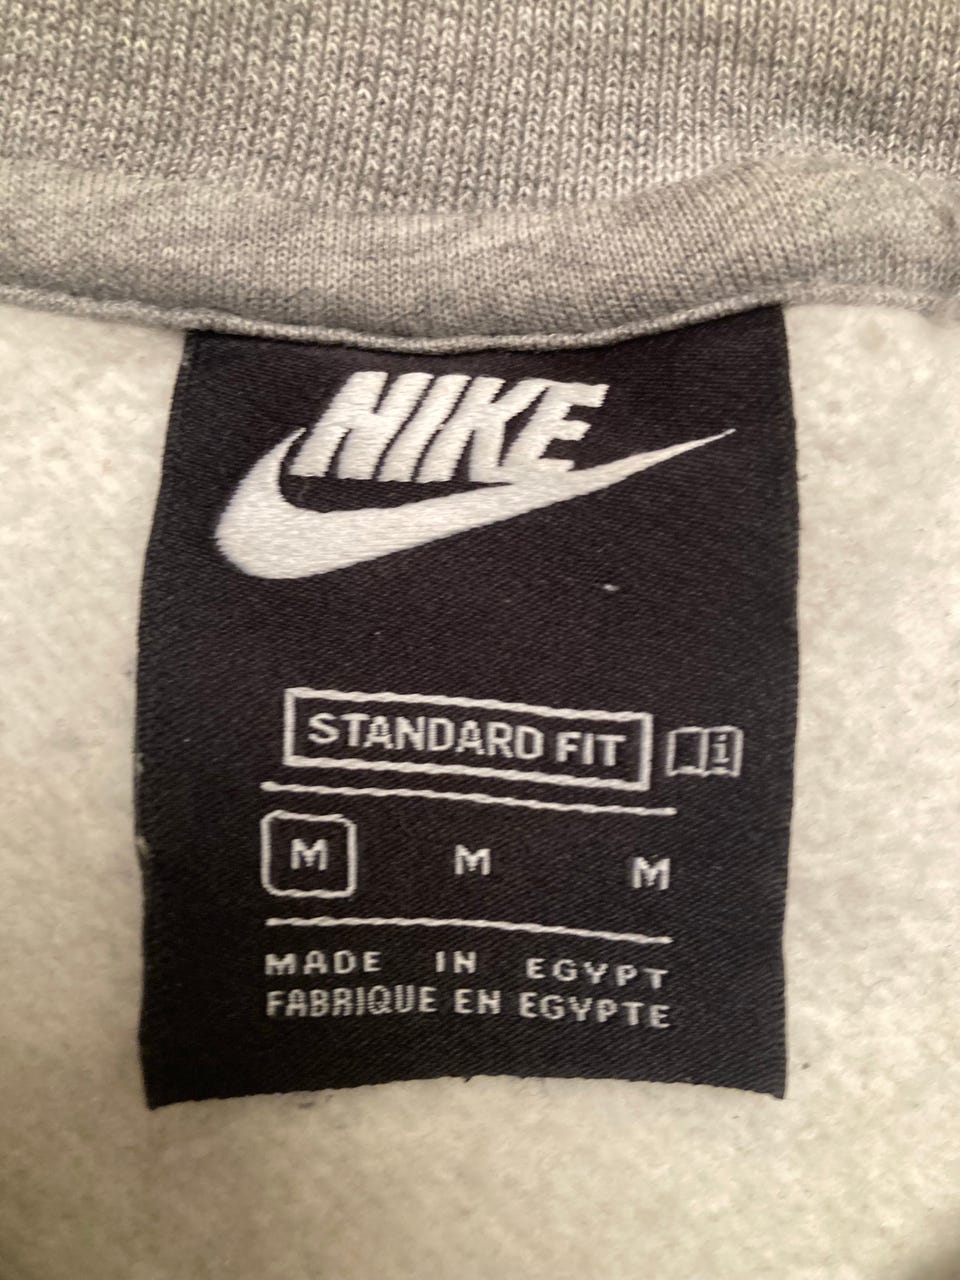 NIKE
STANDARD FIT
M M M
MADE IN EGYPT
FABRIQUE EN EGYPTE